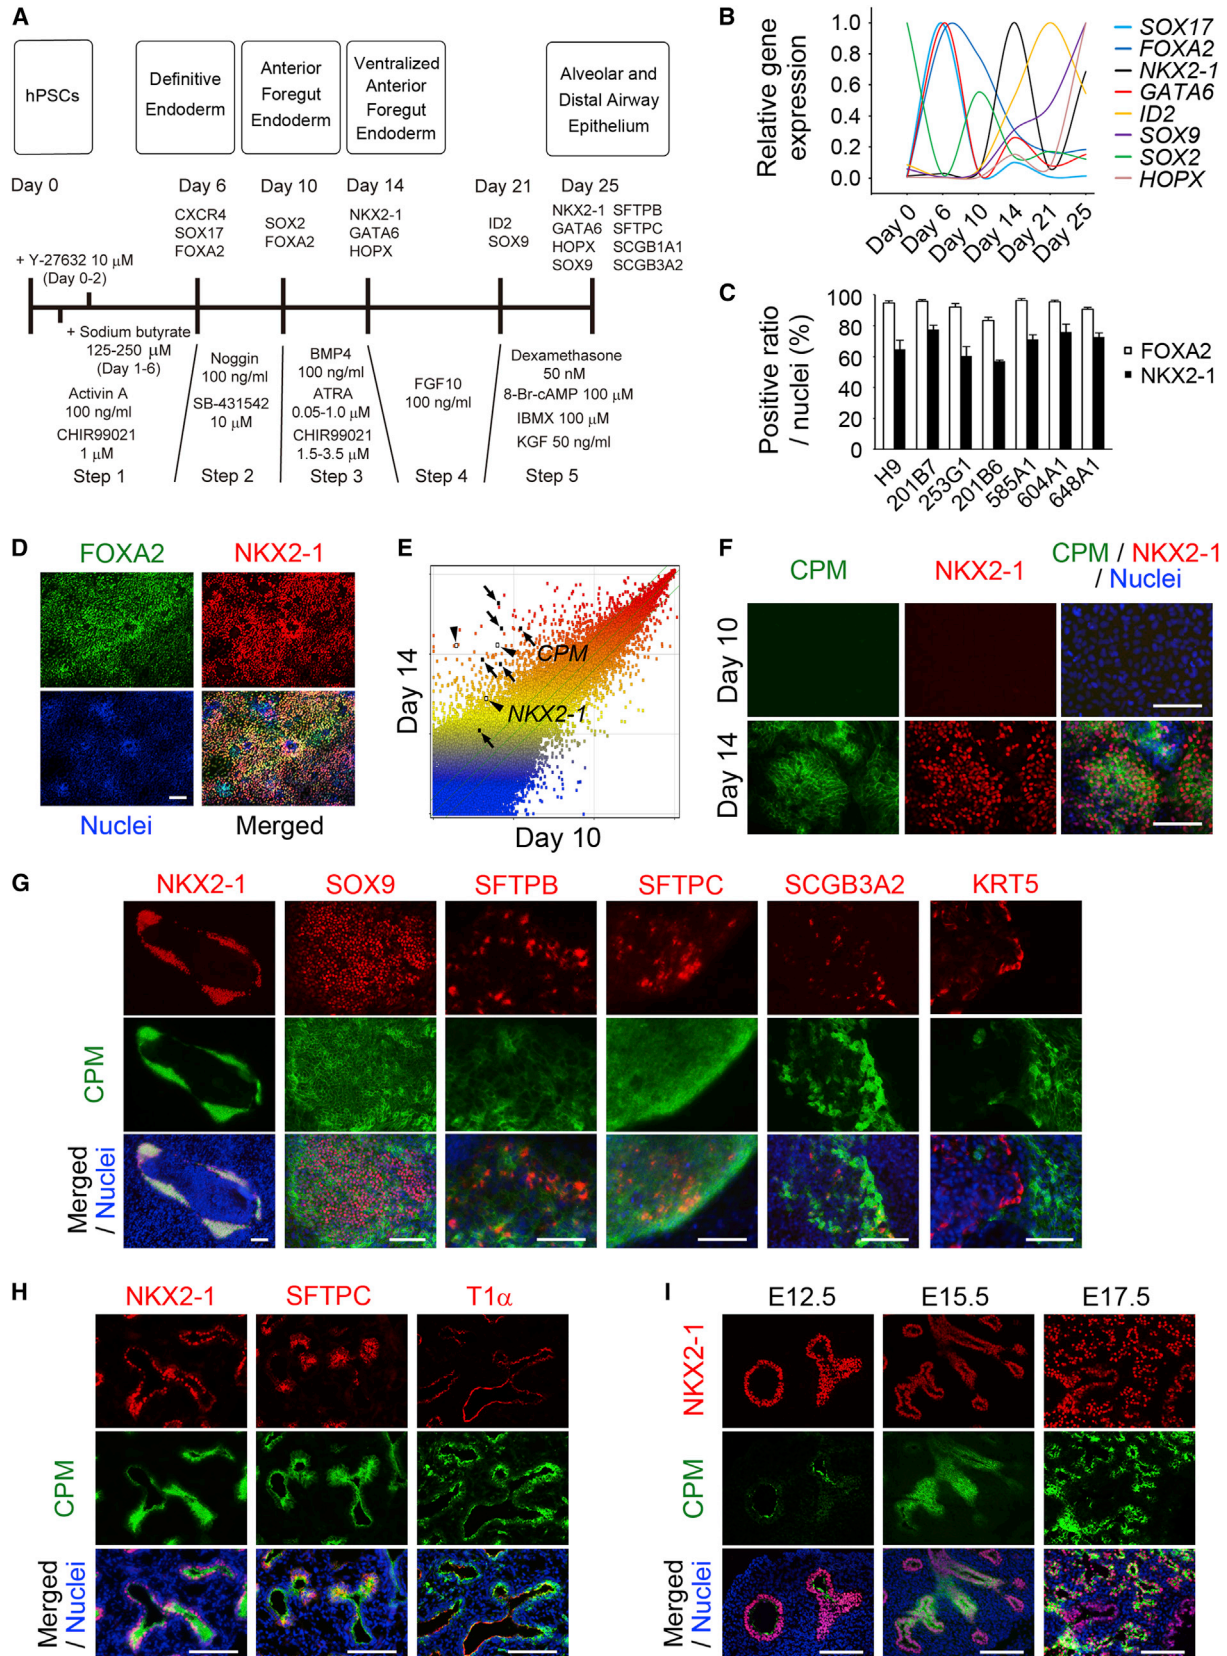 A
hPSCs
Definitive
Endoderm
Anterior
Foregut
Endoderm
Ventralized
Anterior
Foregut
Endoderm
Alveolar and
Distal Airway
Epithelium
Day 0
Day 6
Day 10
Day 14
Day 21
Day 25
CXCR4
SOX17
FOXA2
SOX2
FOXA2
NKX2-1
GATA6
HOPX
ID2
SOX9
NKX2-1 SFTPB
GATA6 SFTPC
HOPX SCGB1A1
SOX9 SCGB3A2
+ Y-27632 10 μM
(Day 0-2)
+ Sodium butyrate
125-250 μM
(Day 1-6)
Activin A
100 ng/ml
CHIR99021
1 μM
Step 1
Noggin
100 ng/ml
SB-431542
10 μM
Step 2
BMP4
100 ng/ml
ATRA
0.05-1.0 μM
CHIR99021
1.5-3.5 μM
Step 3
FGF10
100 ng/ml
Step 4
Dexamethasone
50 nM
8-Br-cAMP 100 μM
IBMX 100 μM
KGF 50 ng/ml
Step 5
B
Relative gene
expression
1.0
0.8
0.6
0.4
0.2
0.0
Day 0
Day 6
Day 10
Day 14
Day 21
Day 25
SOX17
FOXA2
NKX2-1
GATA6
ID2
SOX9
SOX2
HOPX
C
Positive ratio
/ nuclei (%)
100
80
60
40
20
0
H9
201B7
253G1
201B6
585A1
604A1
648A1
FOXA2
NKX2-1
D
FOXA2
NKX2-1
Nuclei
Merged
E
Day 14
CPM
NKX2-1
Day 10
F
CPM
NKX2-1
CPM / NKX2-1
/ Nuclei
Day 10
Day 14
G
NKX2-1
SOX9
SFTPB
SFTPC
SCGB3A2
KRT5
CPM
Merged
/ Nuclei
H
NKX2-1
SFTPC
T1α
CPM
Merged
/ Nuclei
I
E12.5
E15.5
E17.5
NKX2-1
CPM
Merged
/ Nuclei